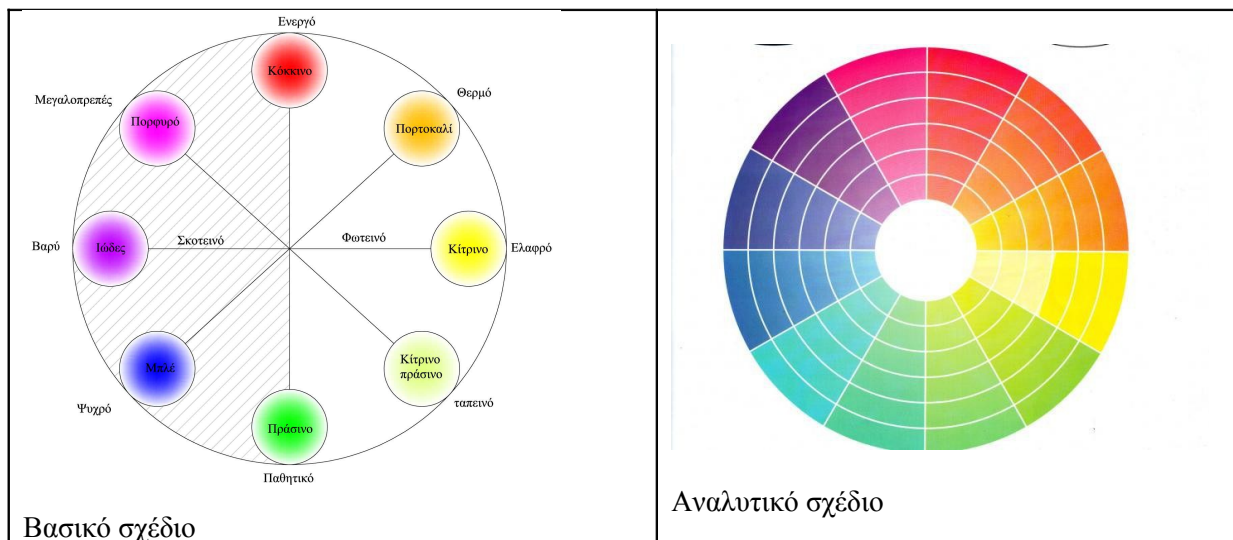 Ενεργό
Κόκκινο
Μεγαλοπρεπές
Θερμό
Πορφυρό
Πορτοκαλί
Βαρύ
Ιώδες
Σκοτεινό
Φωτεινό
Κίτρινο
Ελαφρό
Μπλέ
Κίτρινο
πράσινο
Ψυχρό
ταπεινό
Πράσινο
Παθητικό
Βασικό σχέδιο
Αναλυτικό σχέδιο